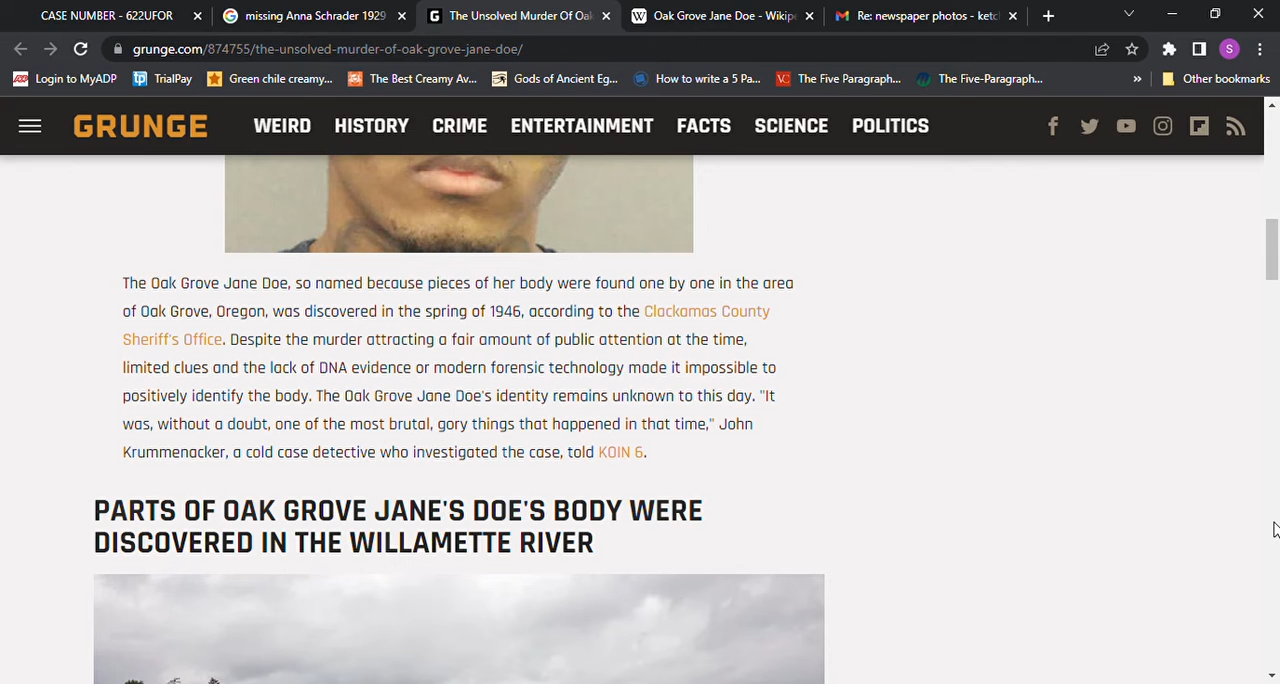 CASE NUMBER - 622UFOR
missing Anna Schrader 1929
The Unsolved Murder Of Oa
Oak Grove Jane Doe - Wikip
Re: newspaper photos - ketc
grunge.com/874755/the-unsolved-murder-of-oak-grove-jane-doe/
S
Login to MyADP
TrialPay
Green chile creamy...
The Best Creamy Av...
Gods of Ancient Eg...
How to write a 5 Pa...
The Five Paragraph...
The Five-Paragraph...
Other bookmarks
GRUNGE
WEIRD HISTORY CRIME ENTERTAINMENT FACTS SCIENCE POLITICS
The Oak Grove Jane Doe, so named because pieces of her body were found one by one in the area
of Oak Grove, Oregon, was discovered in the spring of 1946, according to the Clackamas County
Sheriff's Office. Despite the murder attracting a fair amount of public attention at the time,
limited clues and the lack of DNA evidence or modern forensic technology made it impossible to
positively identify the body. The Oak Grove Jane Doe's identity remains unknown to this day. "It
was, without a doubt, one of the most brutal, gory things that happened in that time," John
Krummenacker, a cold case detective who investigated the case, told KOIN 6.
PARTS OF OAK GROVE JANE'S DOE'S BODY WERE
DISCOVERED IN THE WILLAMETTE RIVER